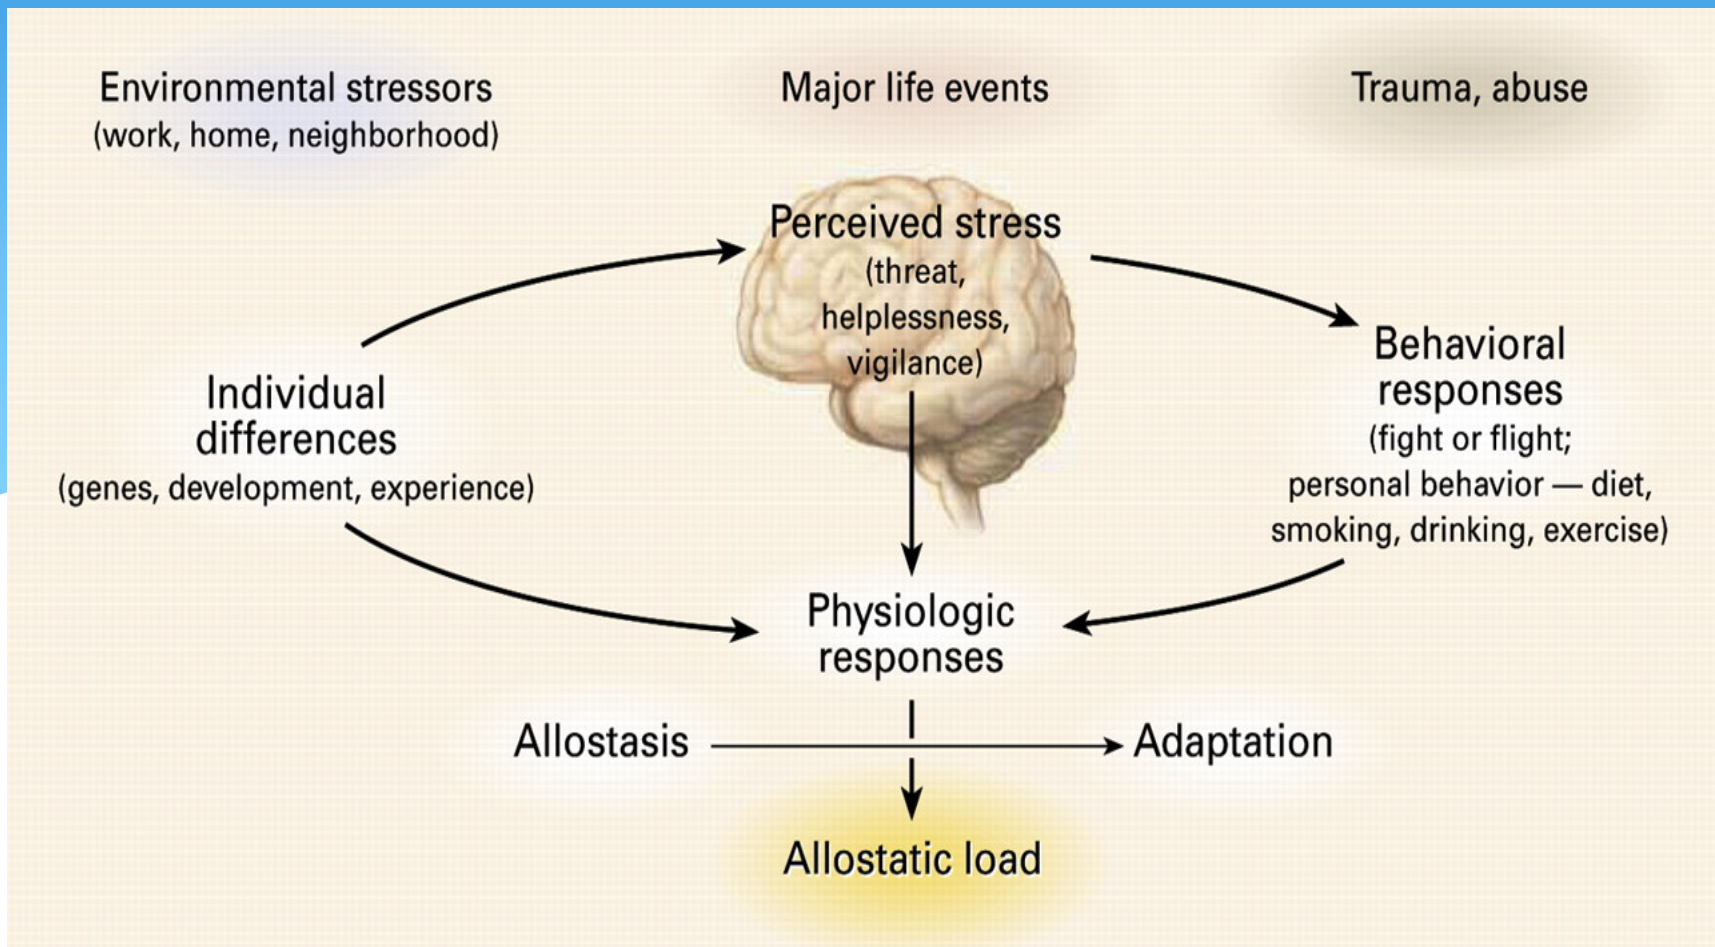 Environmental stressors
(work, home, neighborhood)
Major life events
Trauma, abuse
Perceived stress
(threat,
helplessness,
vigilance)
Individual
differences
(genes, development, experience)
Behavioral
responses
(fight or flight;
personal behavior — diet,
smoking, drinking, exercise)
Physiologic
responses
Allostasis
Adaptation
Allostatic load